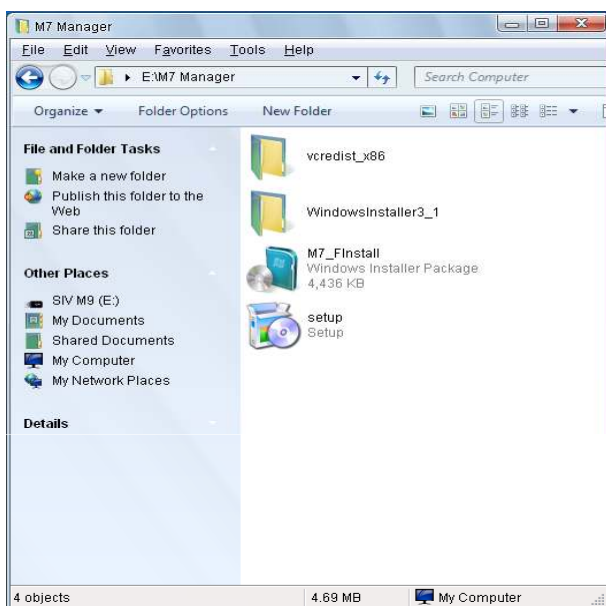 M7 Manager
File Edit View Favorites Tools Help
E:\M7 Manager
Search Computer
Organize Folder Options New Folder
File and Folder Tasks
Make a new folder
Publish this folder to the
Web
Share this folder
Other Places
SIV M9 (E:)
My Documents
Shared Documents
My Computer
My Network Places
Details
vcredist_x86
WindowsInstaller3_1
M7_FInstall
Windows Installer Package
4,436 KB
setup
Setup
4 objects 4.69 MB My Computer